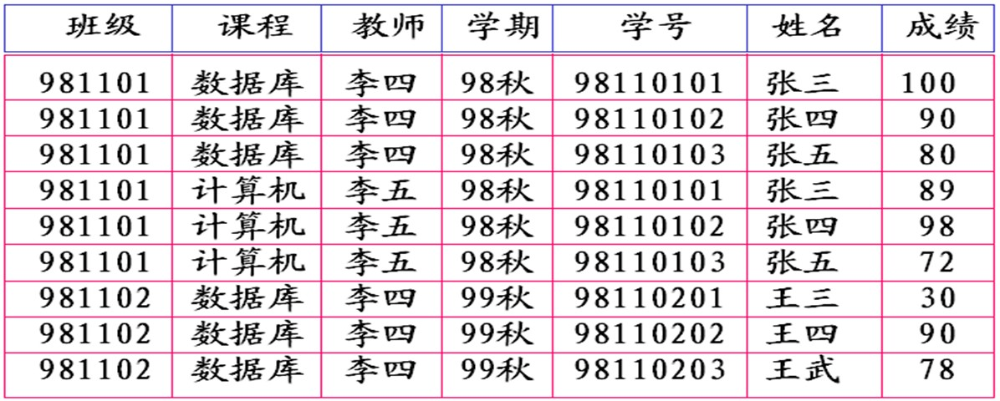 班级 课程 教师 学期 学号 姓名 成绩
981101 数据库 李四 98秋 98110101 张三 100
981101 数据库 李四 98秋 98110102 张四 90
981101 数据库 李四 98秋 98110103 张五 80
981101 计算机 李五 98秋 98110101 张三 89
981101 计算机 李五 98秋 98110102 张四 98
981101 计算机 李五 98秋 98110103 张五 72
981102 数据库 李四 99秋 98110201 王三 30
981102 数据库 李四 99秋 98110202 王四 90
981102 数据库 李四 99秋 98110203 王武 78